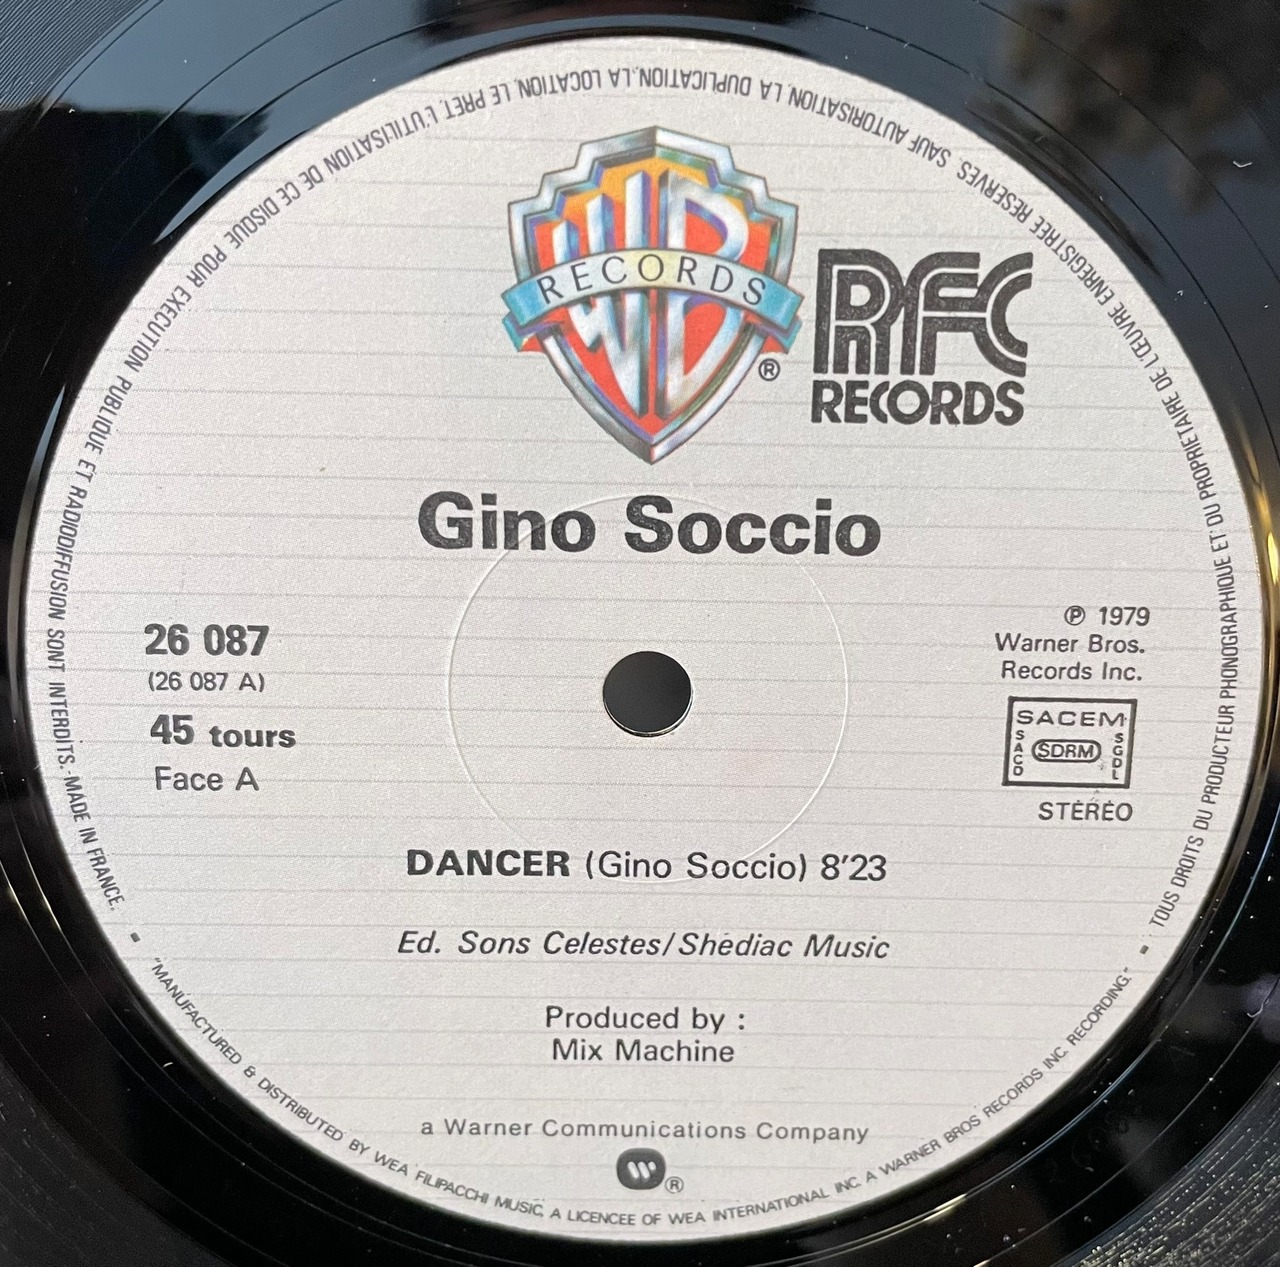 WB
RECORDS
®
RFC
RECORDS
Gino Soccio
26 087
(26 087 A)
45 tours
Face A
℗ 1979
Warner Bros.
Records Inc.
SACEM
SACD
SDRM
SGDL
STÉRÉO
DANCER (Gino Soccio) 8'23
Ed. Sons Celestes/Shédiac Music
Produced by :
Mix Machine
a Warner Communications Company
W ®
TOUS DROITS DU PRODUCTEUR PHONOGRAPHIQUE ET DU PROPRIETAIRE DE L'ŒUVRE ENREGISTREE RESERVES. SAUF AUTORISATION, LA DUPLICATION, LA LOCATION, LE PRET, L'UTILISATION DE CE DISQUE POUR EXECUTION PUBLIQUE ET RADIODIFFUSION SONT INTERDITS. MADE IN FRANCE.
"MANUFACTURED & DISTRIBUTED BY WEA FILIPACCHI MUSIC, A LICENCEE OF WEA INTERNATIONAL INC. A WARNER BROS RECORDS INC. RECORDING."